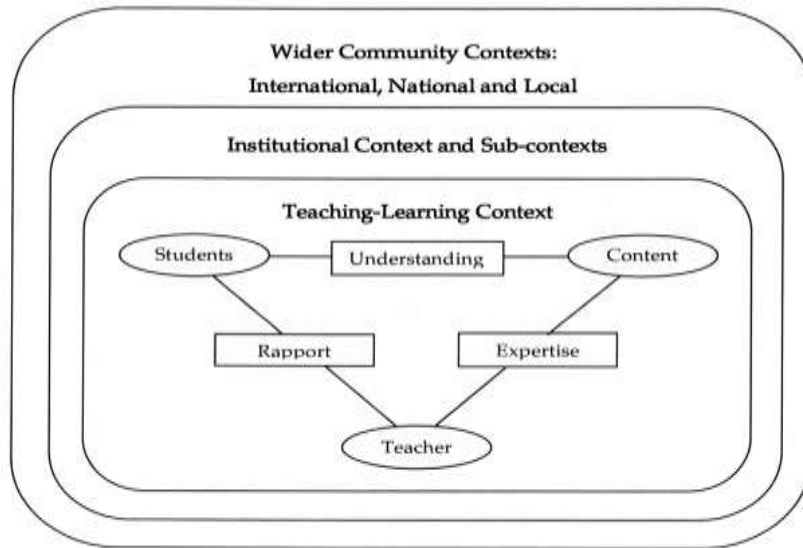 Wider Community Contexts:
International, National and Local
Institutional Context and Sub-contexts
Teaching-Learning Context
Students
Understanding
Content
Rapport
Expertise
Teacher